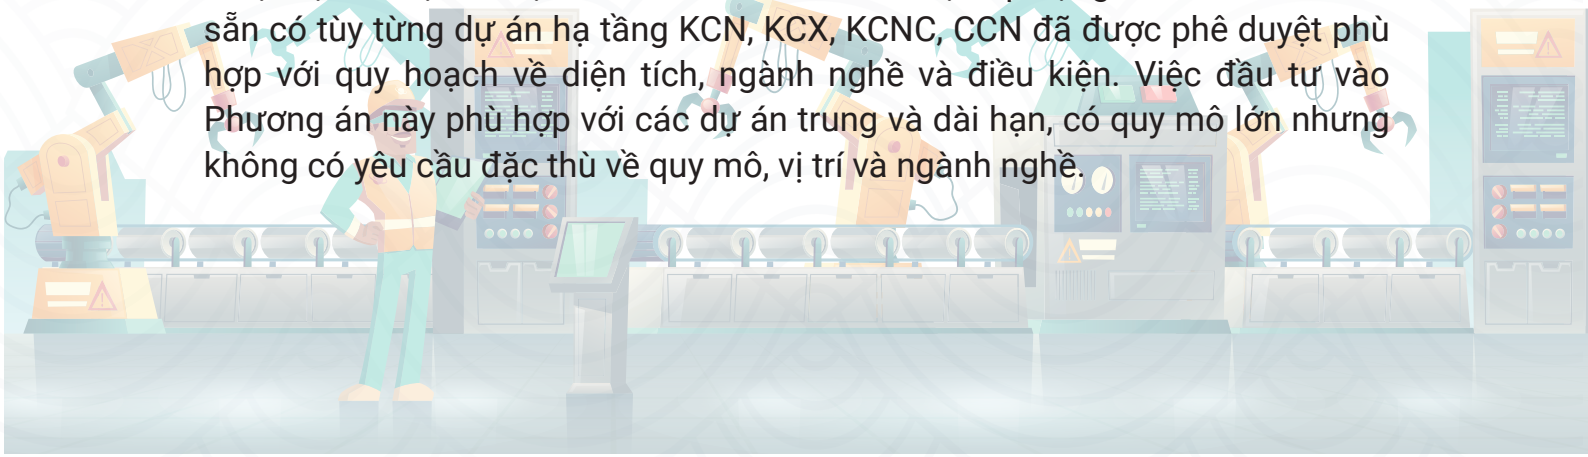 sẵn có tùy từng dự án hạ tầng KCN, KCX, KCNC, CCN đã được phê duyệt phù
hợp với quy hoạch về diện tích, ngành nghề và điều kiện. Việc đầu tư vào
Phương án này phù hợp với các dự án trung và dài hạn, có quy mô lớn nhưng
không có yêu cầu đặc thù về quy mô, vị trí và ngành nghề.